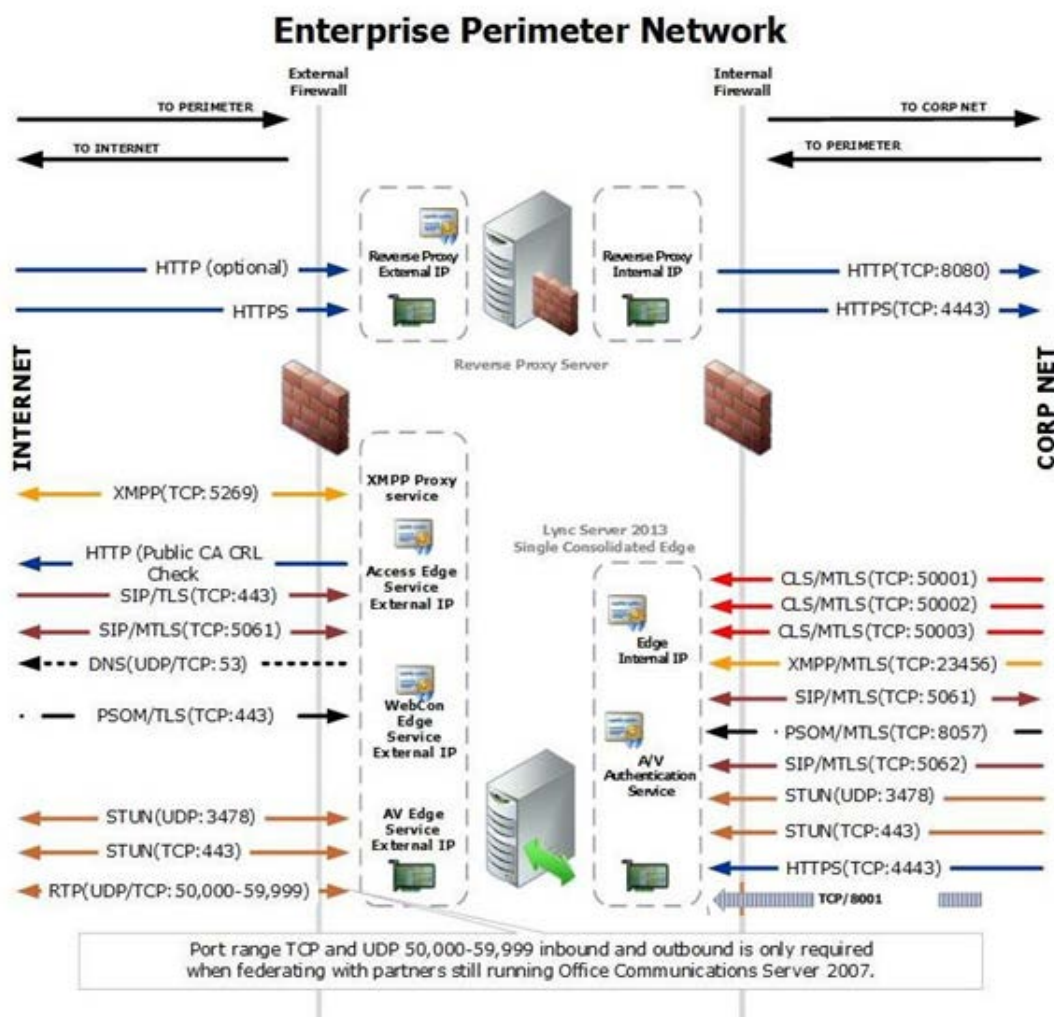 Enterprise Perimeter Network
External
Firewall
Internal
Firewall
TO PERIMETER
TO INTERNET
TO CORP NET
TO PERIMETER
Reverse Proxy
External IP
Reverse Proxy
Internal IP
HTTP (optional)
HTTPS
HTTP(TCP:8080)
HTTPS(TCP:4443)
Reverse Proxy Server
INTERNET
CORP NET
XMPP(TCP:5269)
HTTP (Public CA CRL
Check
SIP/TLS(TCP:443)
SIP/MTLS(TCP:5061)
DNS(UDP/TCP:53)
PSOM/TLS(TCP:443)
STUN(UDP:3478)
STUN(TCP:443)
RTP(UDP/TCP:50,000-59,999)
XMPP Proxy
service
Access Edge
Service
External IP
WebCon
Edge
Service
External IP
AV Edge
Service
External IP
Lync Server 2013
Single Consolidated Edge
Edge
Internal IP
A/V
Authentication
Service
CLS/MTLS(TCP:50001)
CLS/MTLS(TCP:50002)
CLS/MTLS(TCP:50003)
XMPP/MTLS(TCP:23456)
SIP/MTLS(TCP:5061)
PSOM/MTLS(TCP:8057)
SIP/MTLS(TCP:5062)
STUN(UDP:3478)
STUN(TCP:443)
HTTPS(TCP:4443)
TCP/8001
Port range TCP and UDP 50,000-59,999 inbound and outbound is only required
when federating with partners still running Office Communications Server 2007.